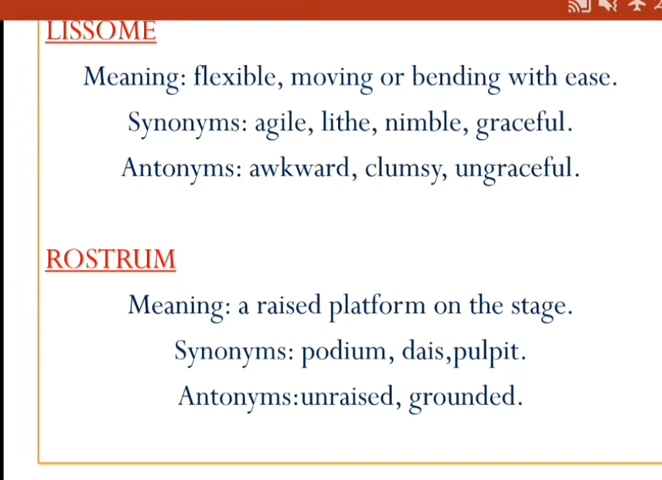 LISSOME
Meaning: flexible, moving or bending with ease.
Synonyms: agile, lithe, nimble, graceful.
Antonyms: awkward, clumsy, ungraceful.
ROSTRUM
Meaning: a raised platform on the stage.
Synonyms: podium, dais,pulpit.
Antonyms:unraised, grounded.